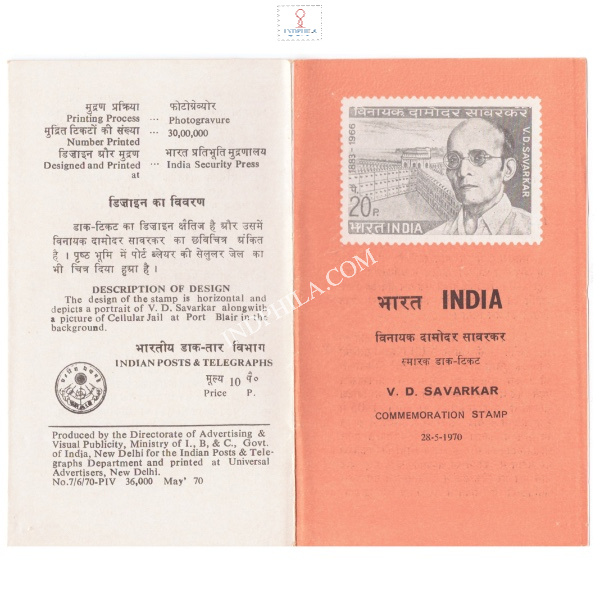 INDPHILA
मुद्रण प्रक्रिया फोटोग्रेव्योर
Printing Process ... Photogravure
मुद्रित टिकटों की संख्या ... 30,00,000
Number Printed
डिजाइन और मुद्रण भारत प्रतिभूति मुद्रणालय
Designed and Printed ... India Security Press
at
डिज़ाइन का विवरण
डाक-टिकट का डिज़ाइन क्षैतिज है और उसमें
विनायक दामोदर सावरकर का छविचित्र अंकित
है । पृष्ठ भूमि में पोर्ट ब्लेयर की सेलुलर जेल का
भी चित्र दिया हुआ है ।
DESCRIPTION OF DESIGN
The design of the stamp is horizontal and
depicts a portrait of V. D. Savarkar alongwith
a picture of Cellular Jail at Port Blair in the
background.
भारतीय डाक-तार विभाग
INDIAN POSTS & TELEGRAPHS
मूल्य 10 पै०
Price P.
Produced by the Directorate of Advertising &
Visual Publicity, Ministry of I., B, & C., Govt.
of India, New Delhi for the Indian Posts & Tele-
graphs Department and printed at Universal
Advertisers, New Delhi.
No.7/6/70-PIV 36,000 May' 70
विनायक दामोदर सावरकर
V.D. SAVARKAR
1883-1966
20 P.
भारत INDIA
भारत INDIA
विनायक दामोदर सावरकर
स्मारक डाक-टिकट
V. D. SAVARKAR
COMMEMORATION STAMP
28-5-1970
INDPHILA.COM